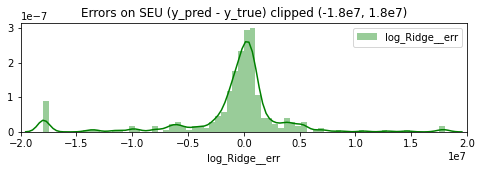 Errors on SEU (y_pred - y_true) clipped (-1.8e7, 1.8e7)
1e−7
3
2
1
0
log_Ridge__err
−2.0 −1.5 −1.0 −0.5 0.0 0.5 1.0 1.5 2.0
log_Ridge__err
1e7